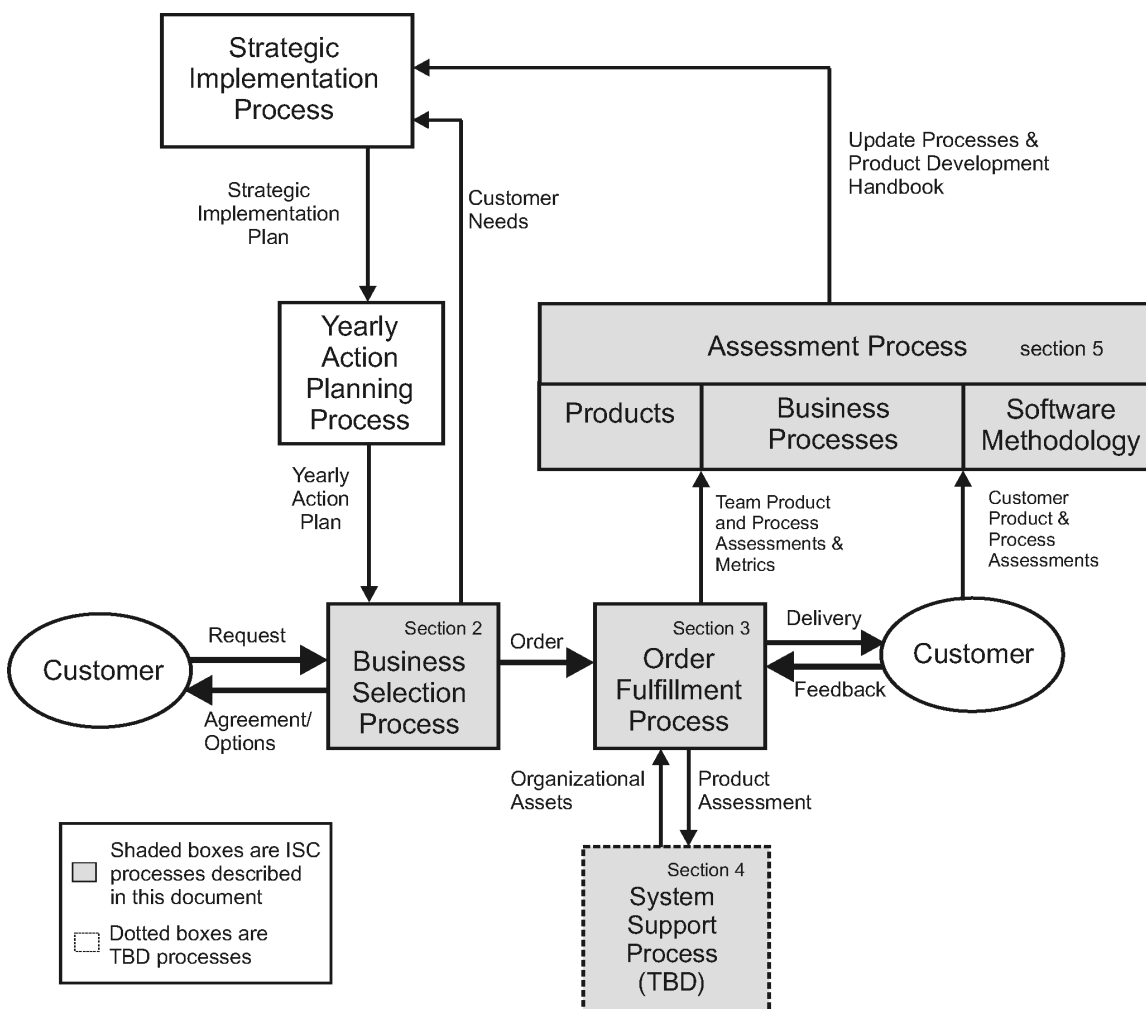 Strategic
Implementation
Process
Update Processes &
Product Development
Handbook
Strategic
Implementation
Plan
Customer
Needs
Yearly
Action
Planning
Process
Assessment Process section 5
Products
Business
Processes
Software
Methodology
Yearly
Action
Plan
Team Product
and Process
Assessments &
Metrics
Customer
Product &
Process
Assessments
Customer
Request
Agreement/
Options
Section 2
Business
Selection
Process
Order
Section 3
Order
Fulfillment
Process
Delivery
Feedback
Customer
Organizational
Assets
Product
Assessment
Section 4
System
Support
Process
(TBD)
Shaded boxes are ISC
processes described
in this document
Dotted boxes are
TBD processes